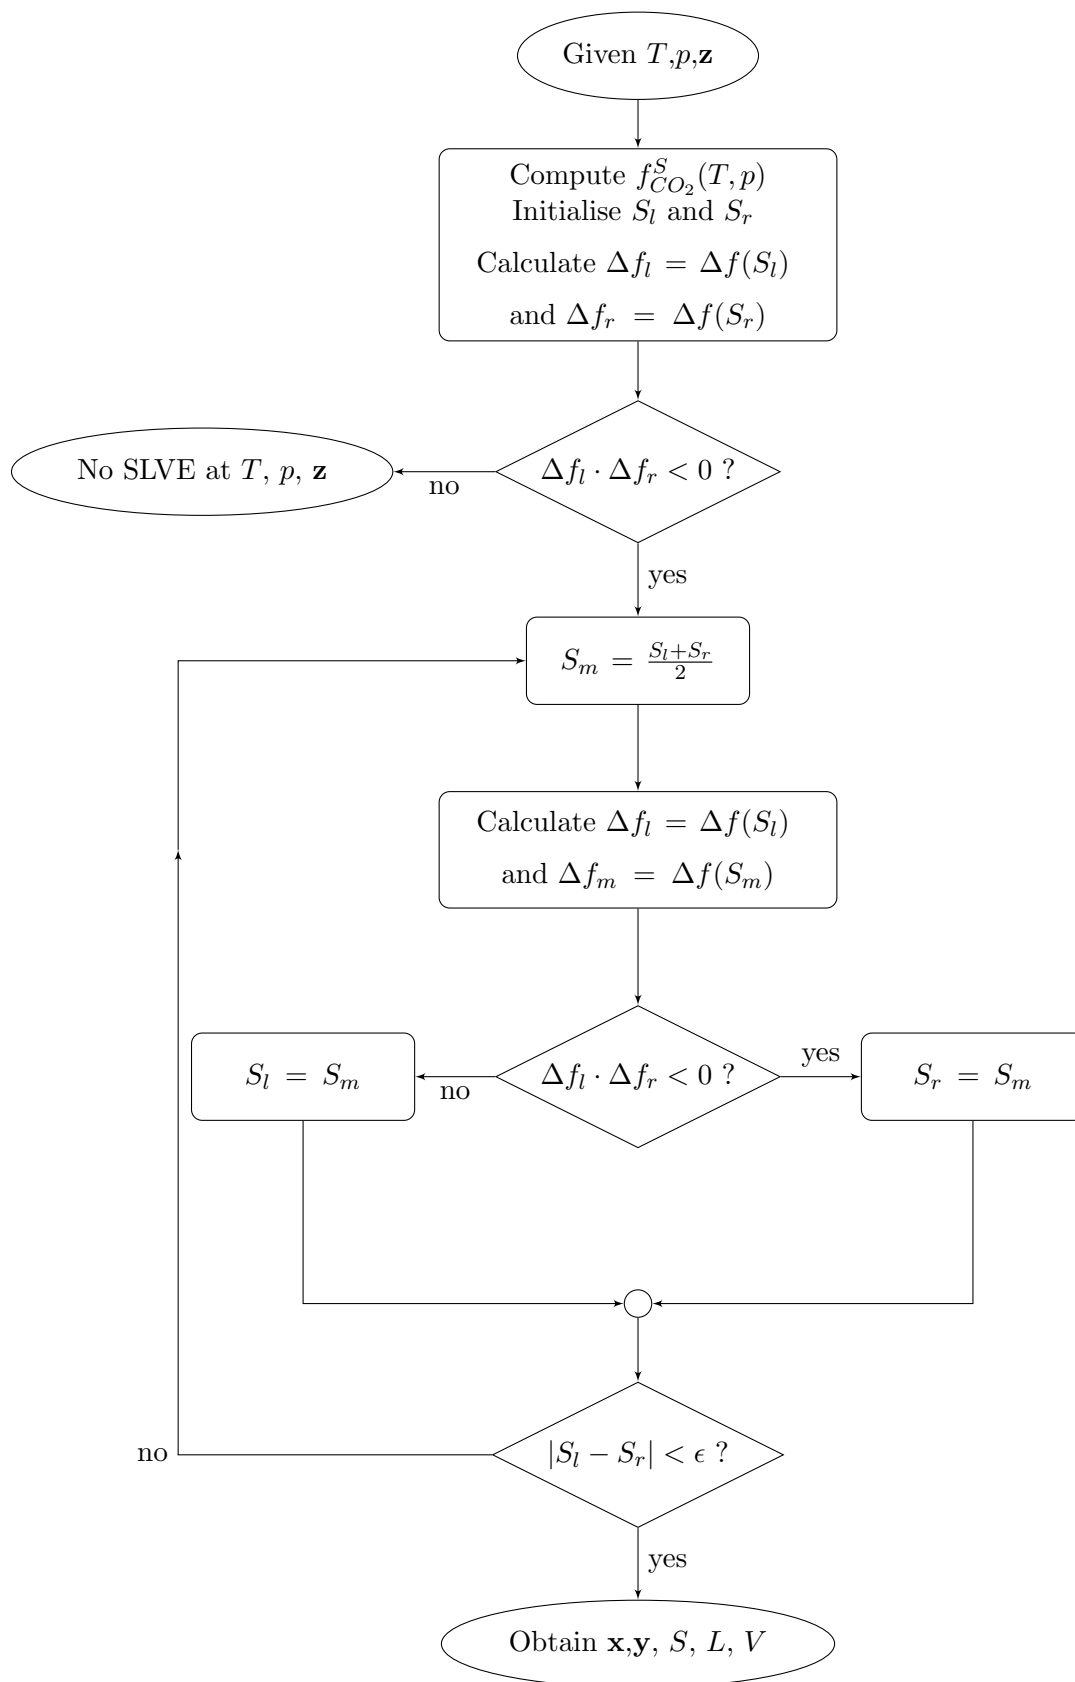 Given T,p,z
Compute f^S_{CO_2}(T, p)
Initialise S_l and S_r
Calculate Δf_l = Δf(S_l)
and Δf_r = Δf(S_r)
Δf_l · Δf_r < 0 ?
No SLVE at T, p, z
no
yes
S_m = \frac{S_l+S_r}{2}
Calculate Δf_l = Δf(S_l)
and Δf_m = Δf(S_m)
S_l = S_m
no
Δf_l · Δf_r < 0 ?
yes
S_r = S_m
no
|S_l − S_r| < ϵ ?
yes
Obtain x,y, S, L, V